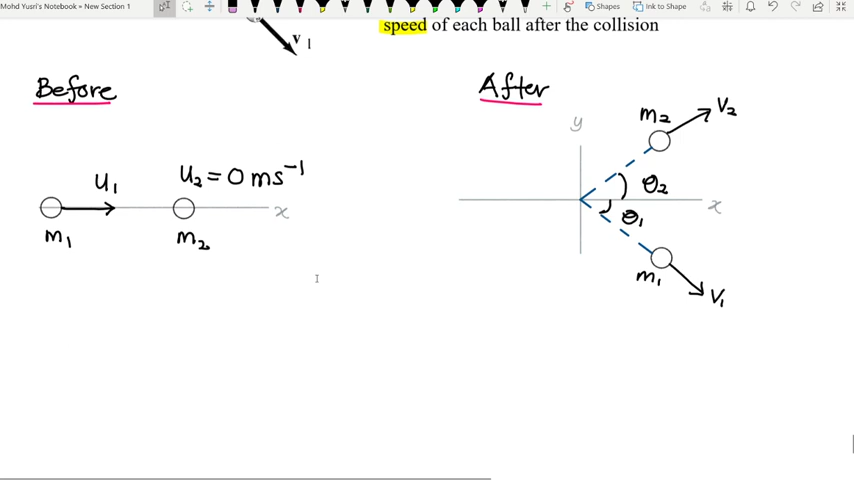 Mohd Yusri's Notebook » New Section 1
Shapes
Ink to Shape
speed of each ball after the collision
v 1
Before
After
u₁
u₂ = 0 ms⁻¹
x
m₁
m₂
y
m₂
v₂
θ₂
x
θ₁
m₁
v₁